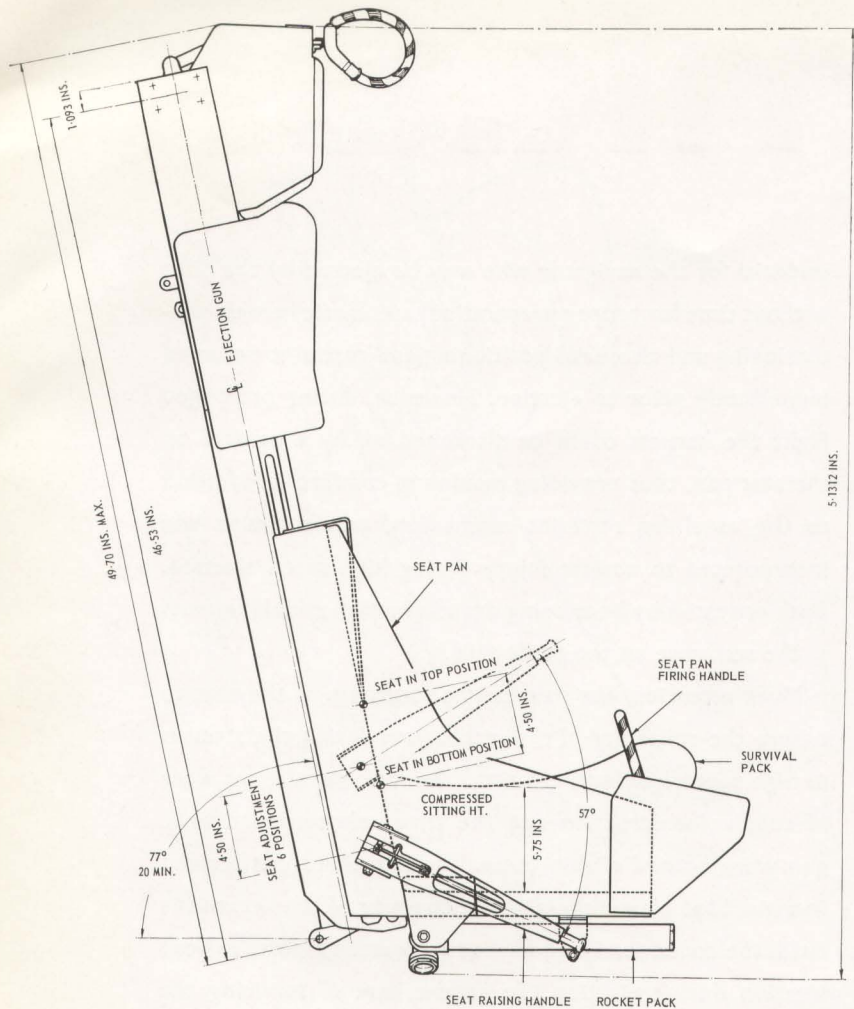 1·093 INS.
49·70 INS. MAX.
46·53 INS.
℄ EJECTION GUN
5·1312 INS.
SEAT PAN
SEAT IN TOP POSITION
4·50 INS.
SEAT IN BOTTOM POSITION
SEAT PAN
FIRING HANDLE
SURVIVAL
PACK
COMPRESSED
SITTING HT.
5·75 INS
57°
SEAT ADJUSTMENT
6 POSITIONS
4·50 INS.
77°
20 MIN.
SEAT RAISING HANDLE
ROCKET PACK